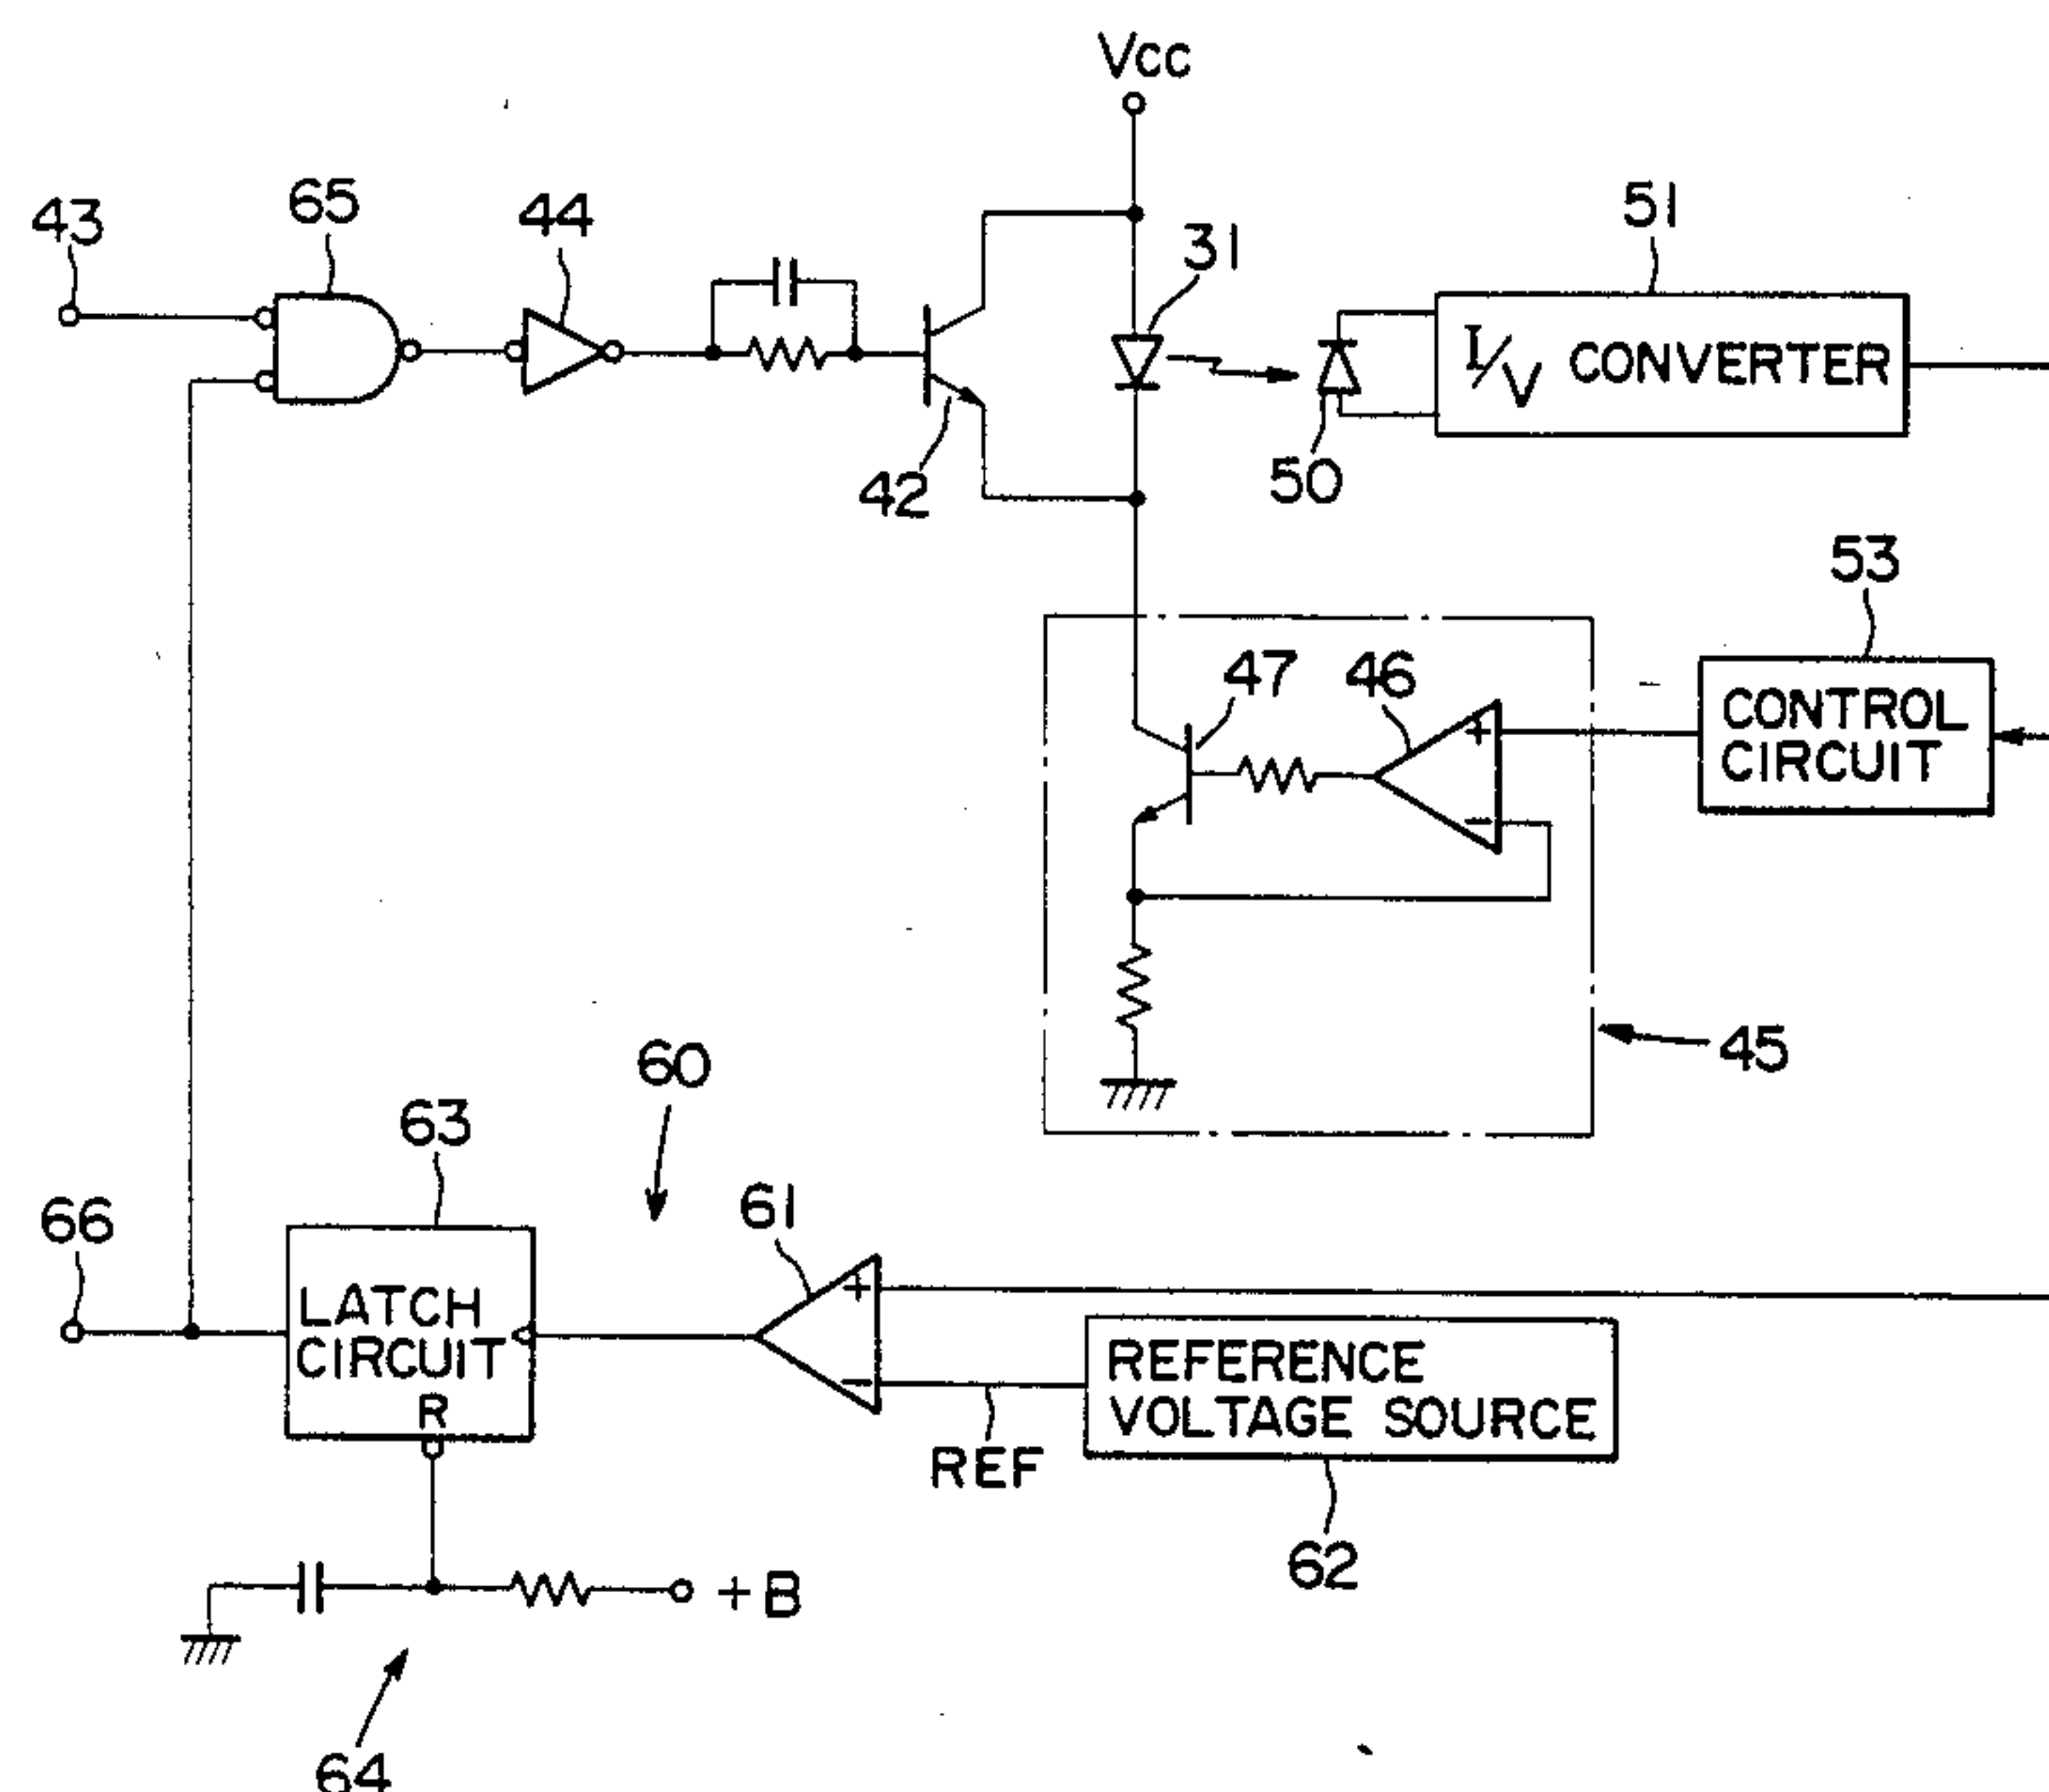 Vcc
43
65
44
31
51
I/V CONVERTER
42
50
53
CONTROL
CIRCUIT
47
46
+
−
45
60
63
66
61
LATCH
CIRCUIT
R
+
−
REFERENCE
VOLTAGE SOURCE
REF
62
+B
64